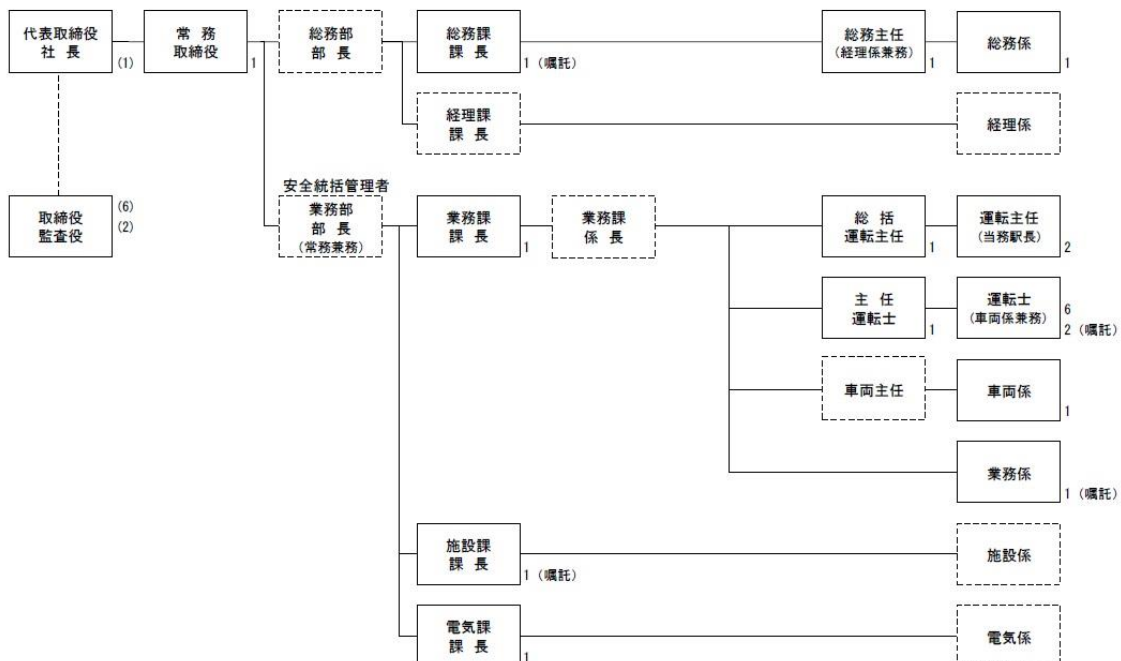 代表取締役
社 長
(1)
常 務
取締役
1
総務部
部 長
総務課
課 長
1 (嘱託)
総務主任
(経理係兼務)
1
総務係
1
経理課
課 長
経理係
取締役
監査役
(6)
(2)
安全統括管理者
業務部
部 長
(常務兼務)
業務課
課 長
1
業務課
係 長
総 括
運転主任
1
運転主任
(当務駅長)
2
主 任
運転士
1
運転士
(車両係兼務)
6
2 (嘱託)
車両主任
車両係
1
業務係
1 (嘱託)
施設課
課 長
1 (嘱託)
施設係
電気課
課 長
1
電気係